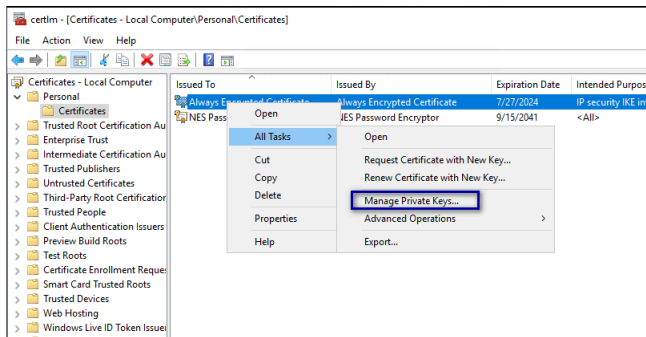 certlm - [Certificates - Local Computer\Personal\Certificates]
File Action View Help
Certificates - Local Computer
Personal
Certificates
Trusted Root Certification Au
Enterprise Trust
Intermediate Certification Au
Trusted Publishers
Untrusted Certificates
Third-Party Root Certification
Trusted People
Client Authentication Issuers
Preview Build Roots
Test Roots
Certificate Enrollment Reques
Smart Card Trusted Roots
Trusted Devices
Web Hosting
Windows Live ID Token Issuer
Issued To Issued By Expiration Date Intended Purpos
Always Encrypted Certificate Always Encrypted Certificate 7/27/2024 IP security IKE in
NES Pass NES Password Encryptor 9/15/2041 <All>
Open
All Tasks
Cut
Copy
Delete
Properties
Help
Open
Request Certificate with New Key...
Renew Certificate with New Key...
Manage Private Keys...
Advanced Operations
Export...